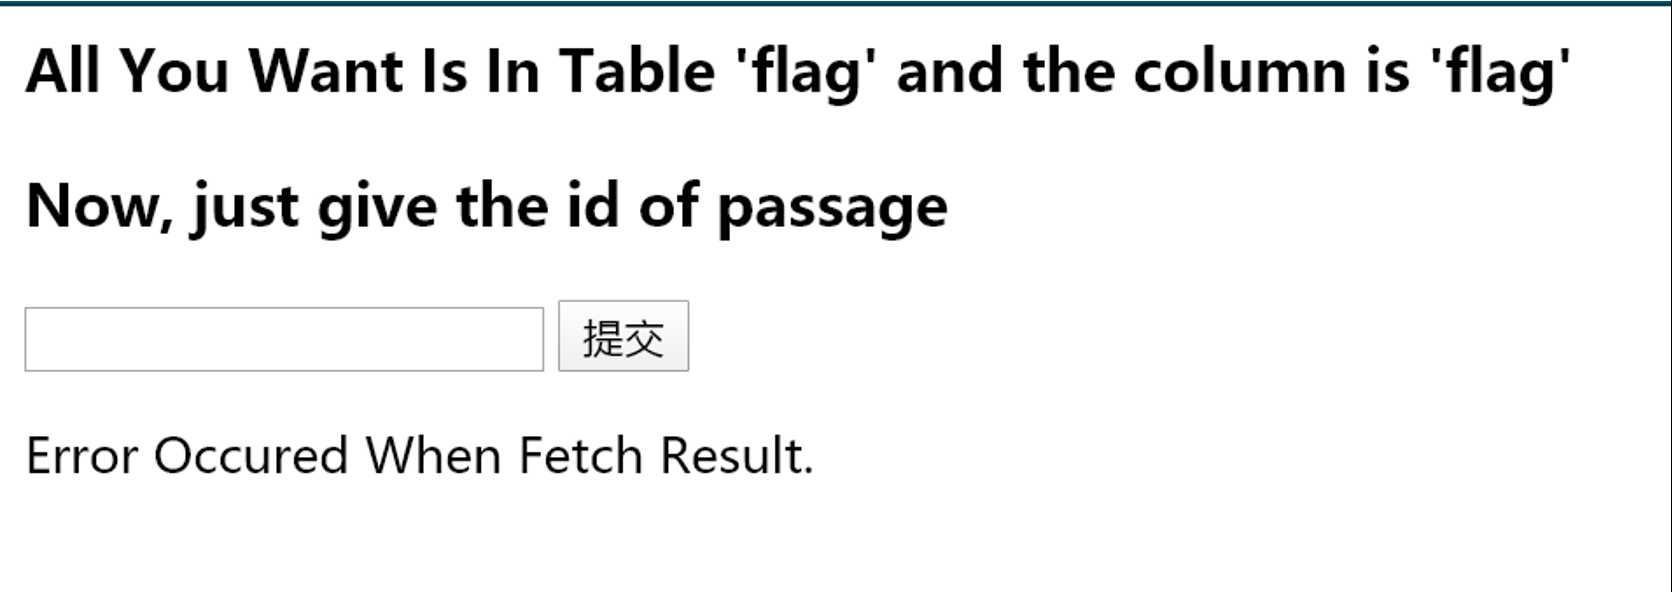 All You Want Is In Table 'flag' and the column is 'flag'
Now, just give the id of passage
提交
Error Occured When Fetch Result.